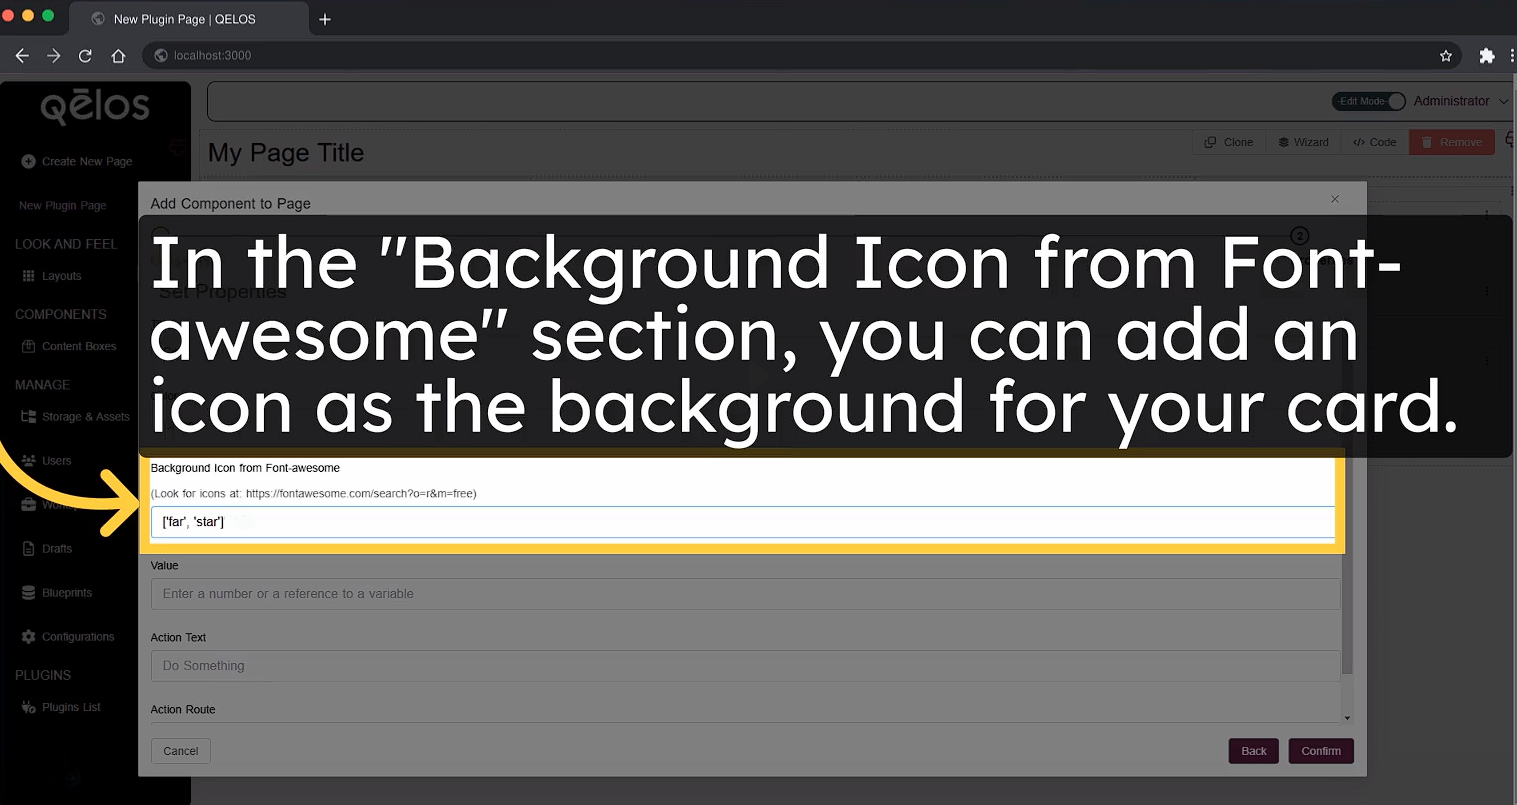 New Plugin Page | QELOS
localhost:3000
qēlos
Edit Mode
Administrator
Create New Page
My Page Title
Clone
Wizard
</> Code
Remove
New Plugin Page
Add Component to Page
2
LOOK AND FEEL
In the "Background Icon from Font-
awesome" section, you can add an
icon as the background for your card.
Layouts
Set Properties
COMPONENTS
Content Boxes
MANAGE
Storage & Assets
Users
Drafts
Blueprints
Configurations
PLUGINS
Plugins List
Background Icon from Font-awesome
(Look for icons at: https://fontawesome.com/search?o=r&m=free)
['far', 'star']
Value
Enter a number or a reference to a variable
Action Text
Do Something
Action Route
Cancel
Back
Confirm